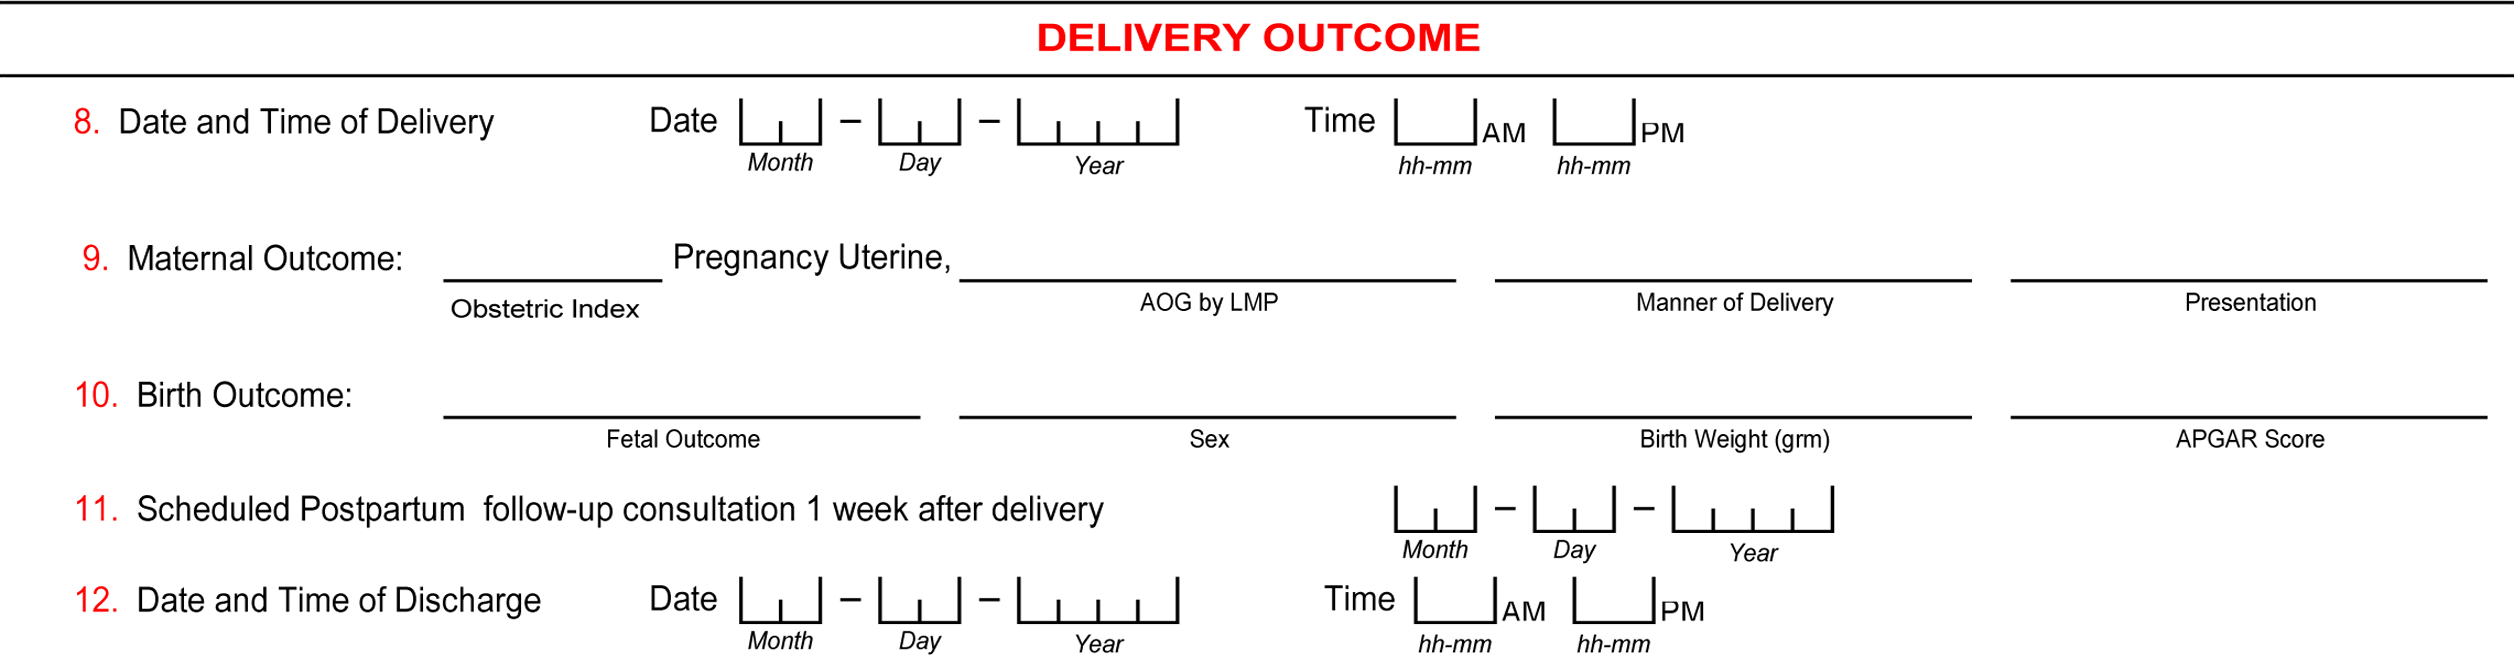 DELIVERY OUTCOME
8. Date and Time of Delivery Date – – Time AM PM
Month Day Year hh-mm hh-mm
9. Maternal Outcome: Pregnancy Uterine,
Obstetric Index AOG by LMP Manner of Delivery Presentation
10. Birth Outcome:
Fetal Outcome Sex Birth Weight (grm) APGAR Score
11. Scheduled Postpartum follow-up consultation 1 week after delivery – –
Month Day Year
12. Date and Time of Discharge Date – – Time AM PM
Month Day Year hh-mm hh-mm